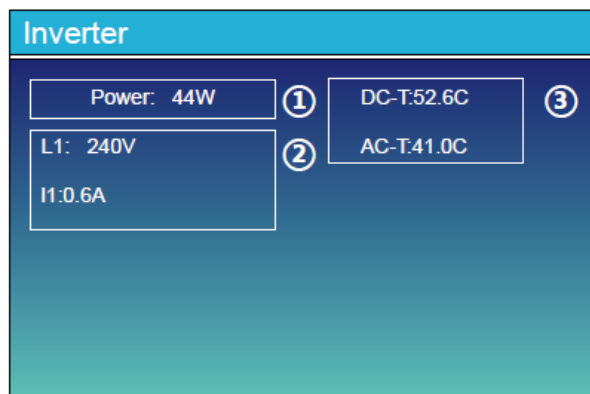 Inverter
Power: 44W
①
L1: 240V
I1:0.6A
②
DC-T:52.6C
AC-T:41.0C
③